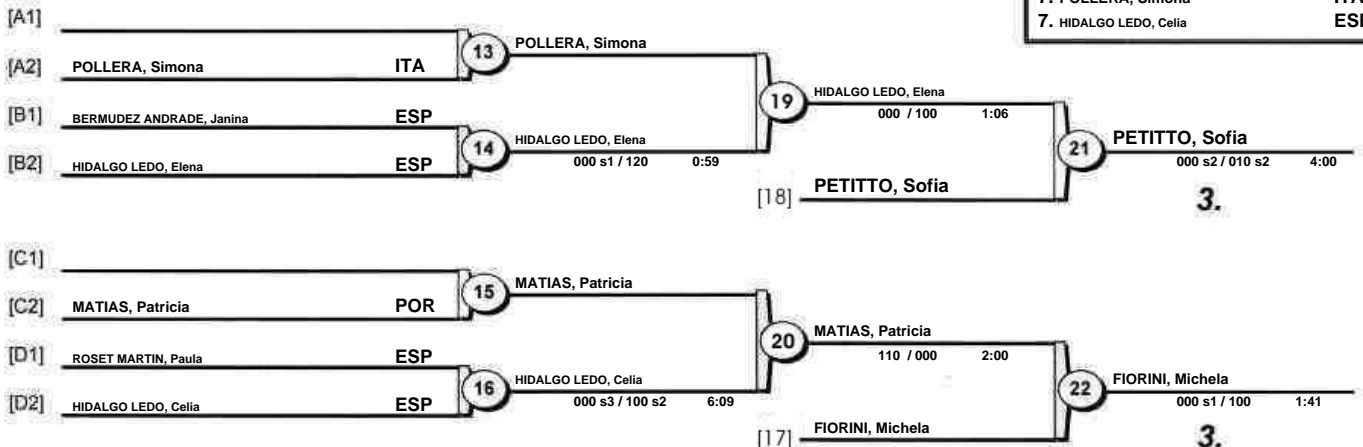 7. POLLERA, Simona
7. HIDALGO LEDO, Celia ESP
[A1]
13 POLLERA, Simona
[A2] POLLERA, Simona ITA
19 HIDALGO LEDO, Elena
000 / 100 1:06
[B1] BERMUDEZ ANDRADE, Janina ESP
14 HIDALGO LEDO, Elena
000 s1 / 120 0:59
21 PETITTO, Sofia
000 s2 / 010 s2 4:00
[B2] HIDALGO LEDO, Elena ESP
[18] PETITTO, Sofia
3.
[C1]
15 MATIAS, Patricia
[C2] MATIAS, Patricia POR
20 MATIAS, Patricia
110 / 000 2:00
[D1] ROSET MARTIN, Paula ESP
16 HIDALGO LEDO, Celia
000 s3 / 100 s2 6:09
22 FIORINI, Michela
000 s1 / 100 1:41
[D2] HIDALGO LEDO, Celia ESP
[17] FIORINI, Michela
3.